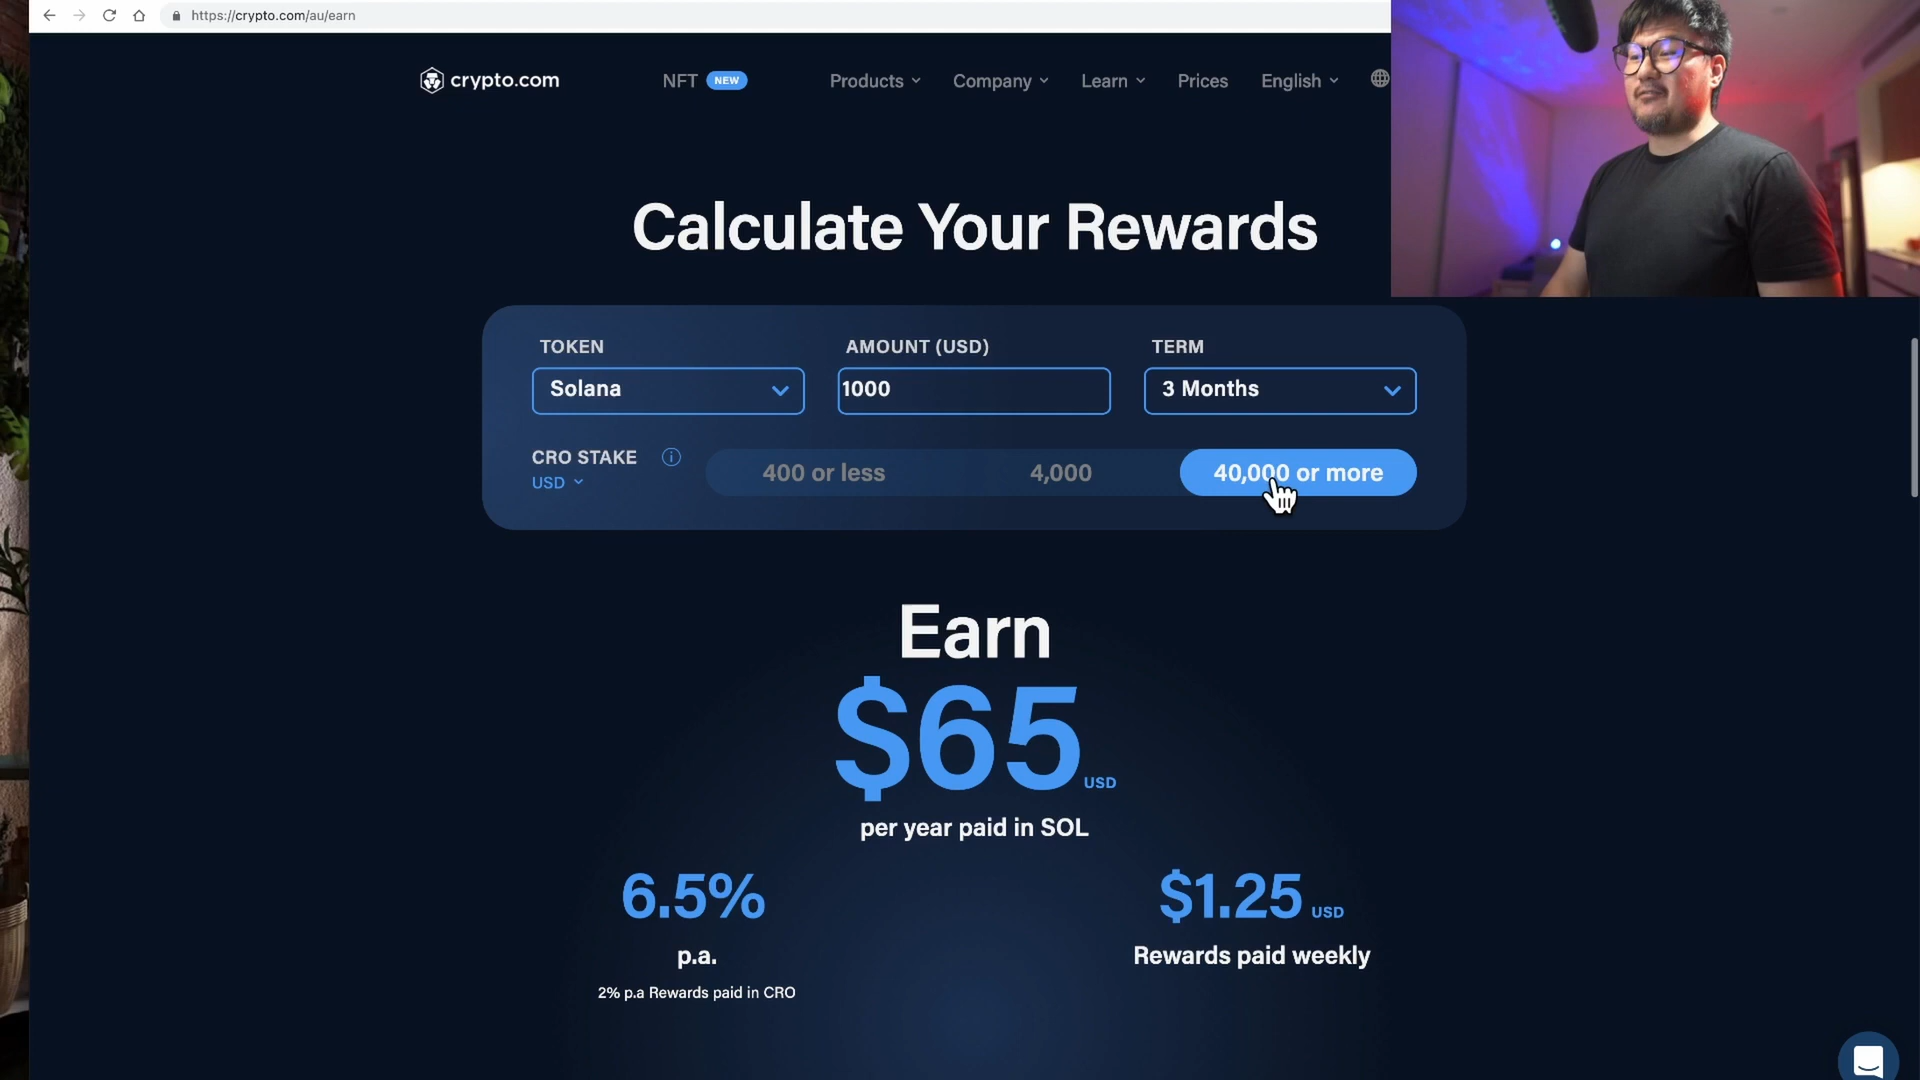 https://crypto.com/au/earn
crypto.com
NFT NEW
Products
Company
Learn
Prices
English
Calculate Your Rewards
TOKEN
AMOUNT (USD)
TERM
Solana
1000
3 Months
CRO STAKE
USD
400 or less
4,000
40,000 or more
Earn
$65 USD
per year paid in SOL
6.5%
p.a.
2% p.a Rewards paid in CRO
$1.25 USD
Rewards paid weekly